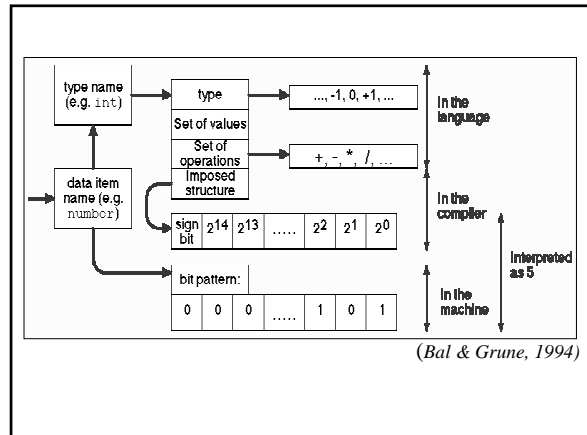 type name
(e.g. int)
type
..., -1, 0, +1, ...
Set of values
Set of
operations
+, -, *, /, ...
Imposed
structure
In the
language
data item
name (e.g.
number)
sign
bit
2^14 2^13 ..... 2^2 2^1 2^0
In the
compiler
Interpreted
as 5
bit pattern:
0 0 0 ..... 1 0 1
In the
machine
(Bal & Grune, 1994)